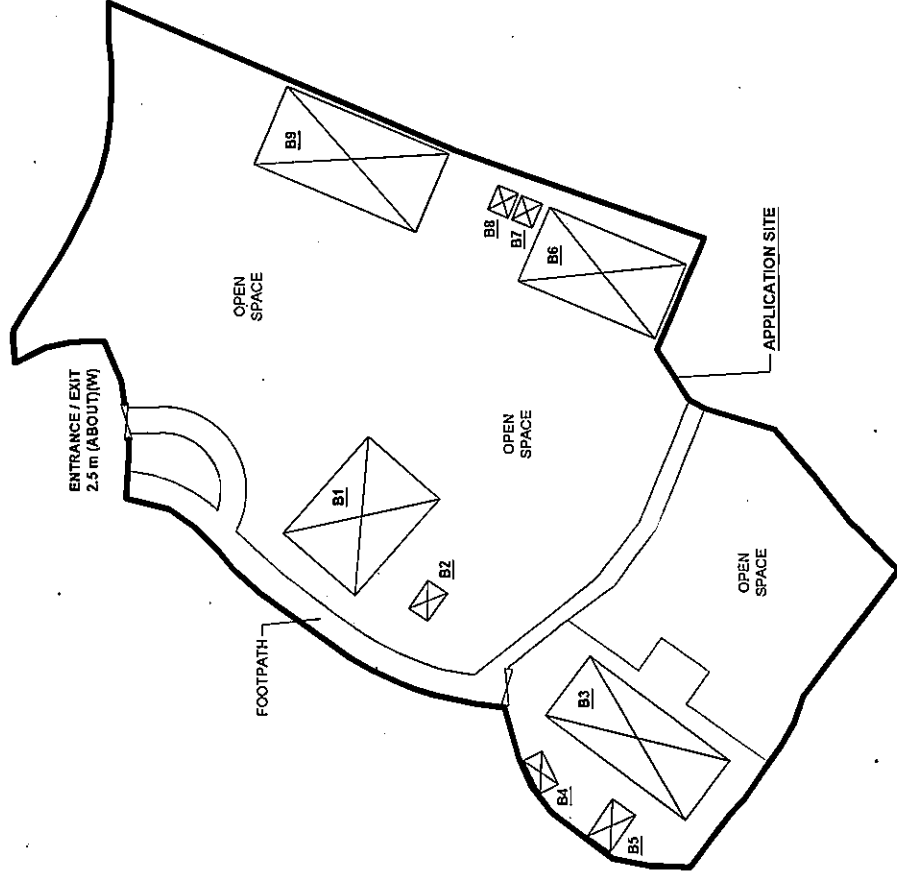 ENTRANCE / EXIT
2.5 m (ABOUT)(W)
B9
B8
B7
B6
OPEN
SPACE
APPLICATION SITE
B1
OPEN
SPACE
B2
FOOTPATH
OPEN
SPACE
B3
B4
B5